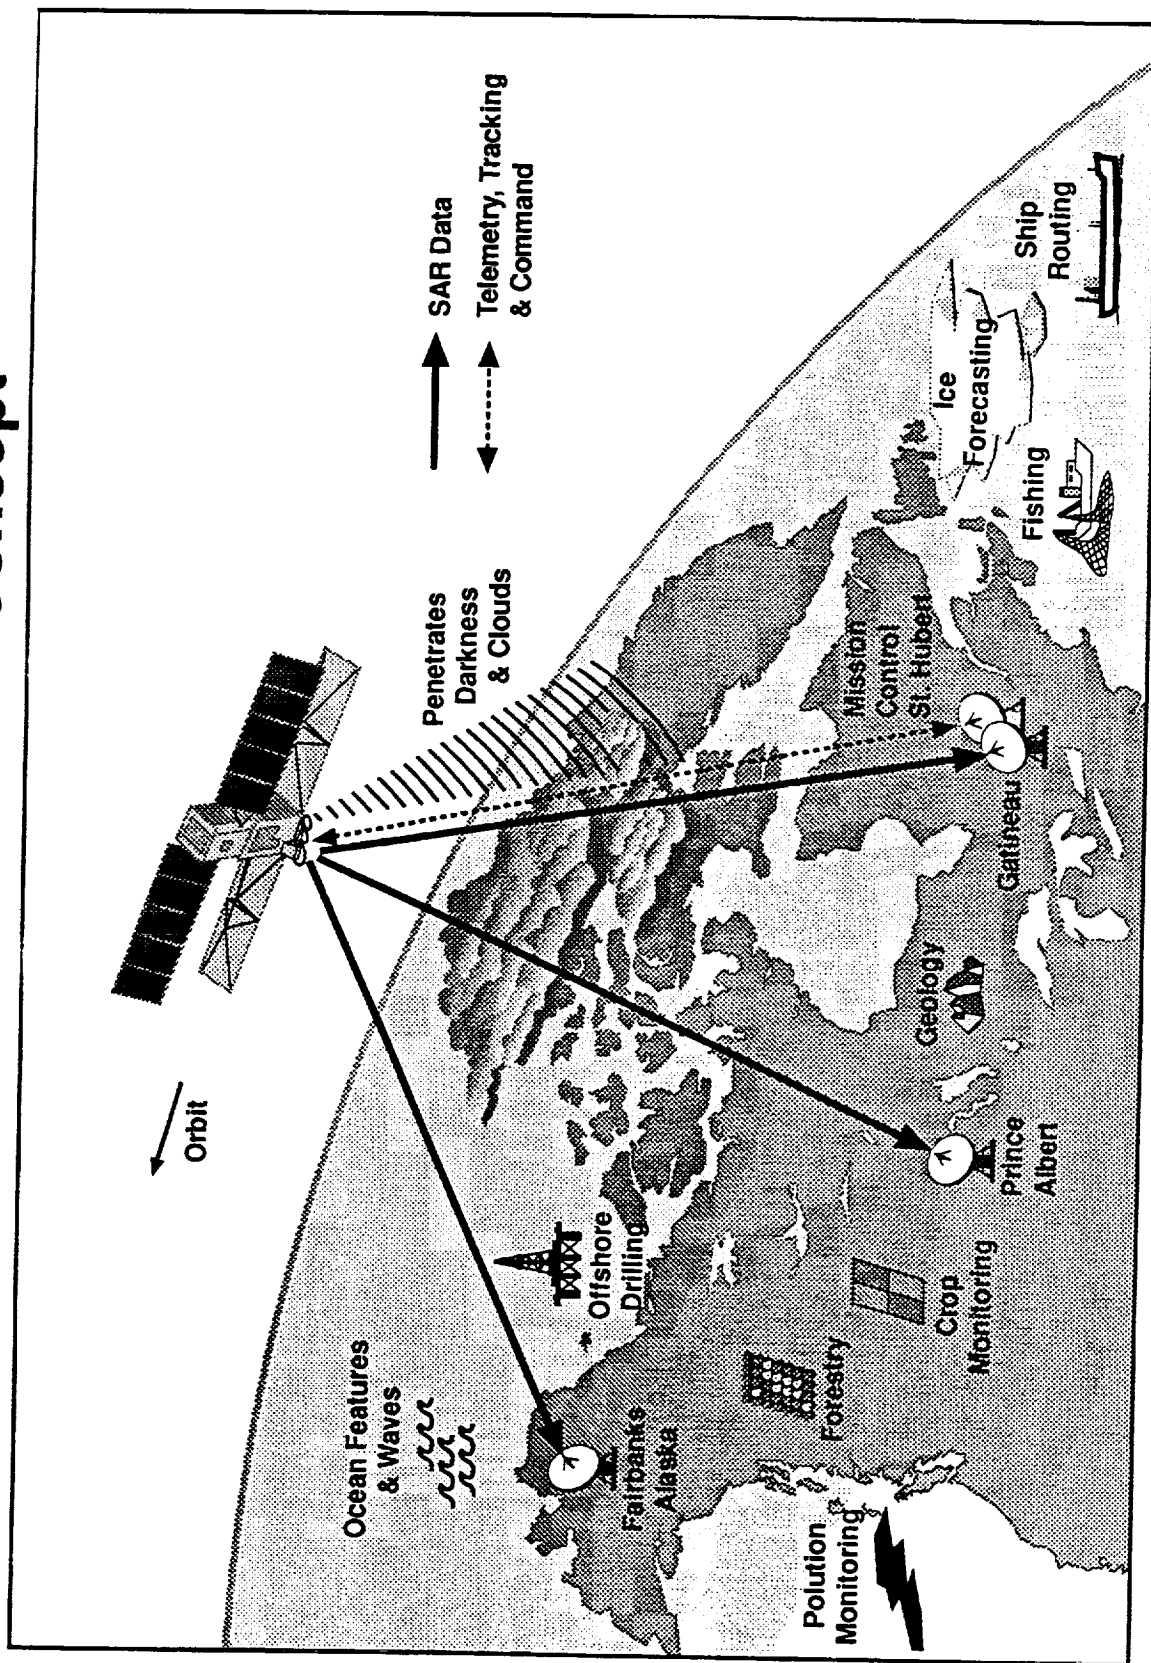 Orbit
Penetrates
Darkness
& Clouds
SAR Data
Telemetry, Tracking
& Command
Ocean Features
& Waves
Offshore
Drilling
Fairbanks
Alaska
Forestry
Polution
Monitoring
Crop
Monitoring
Prince
Albert
Geology
Gatineau
Mission
Control
St. Hubert
Fishing
Ice
Forecasting
Ship
Routing